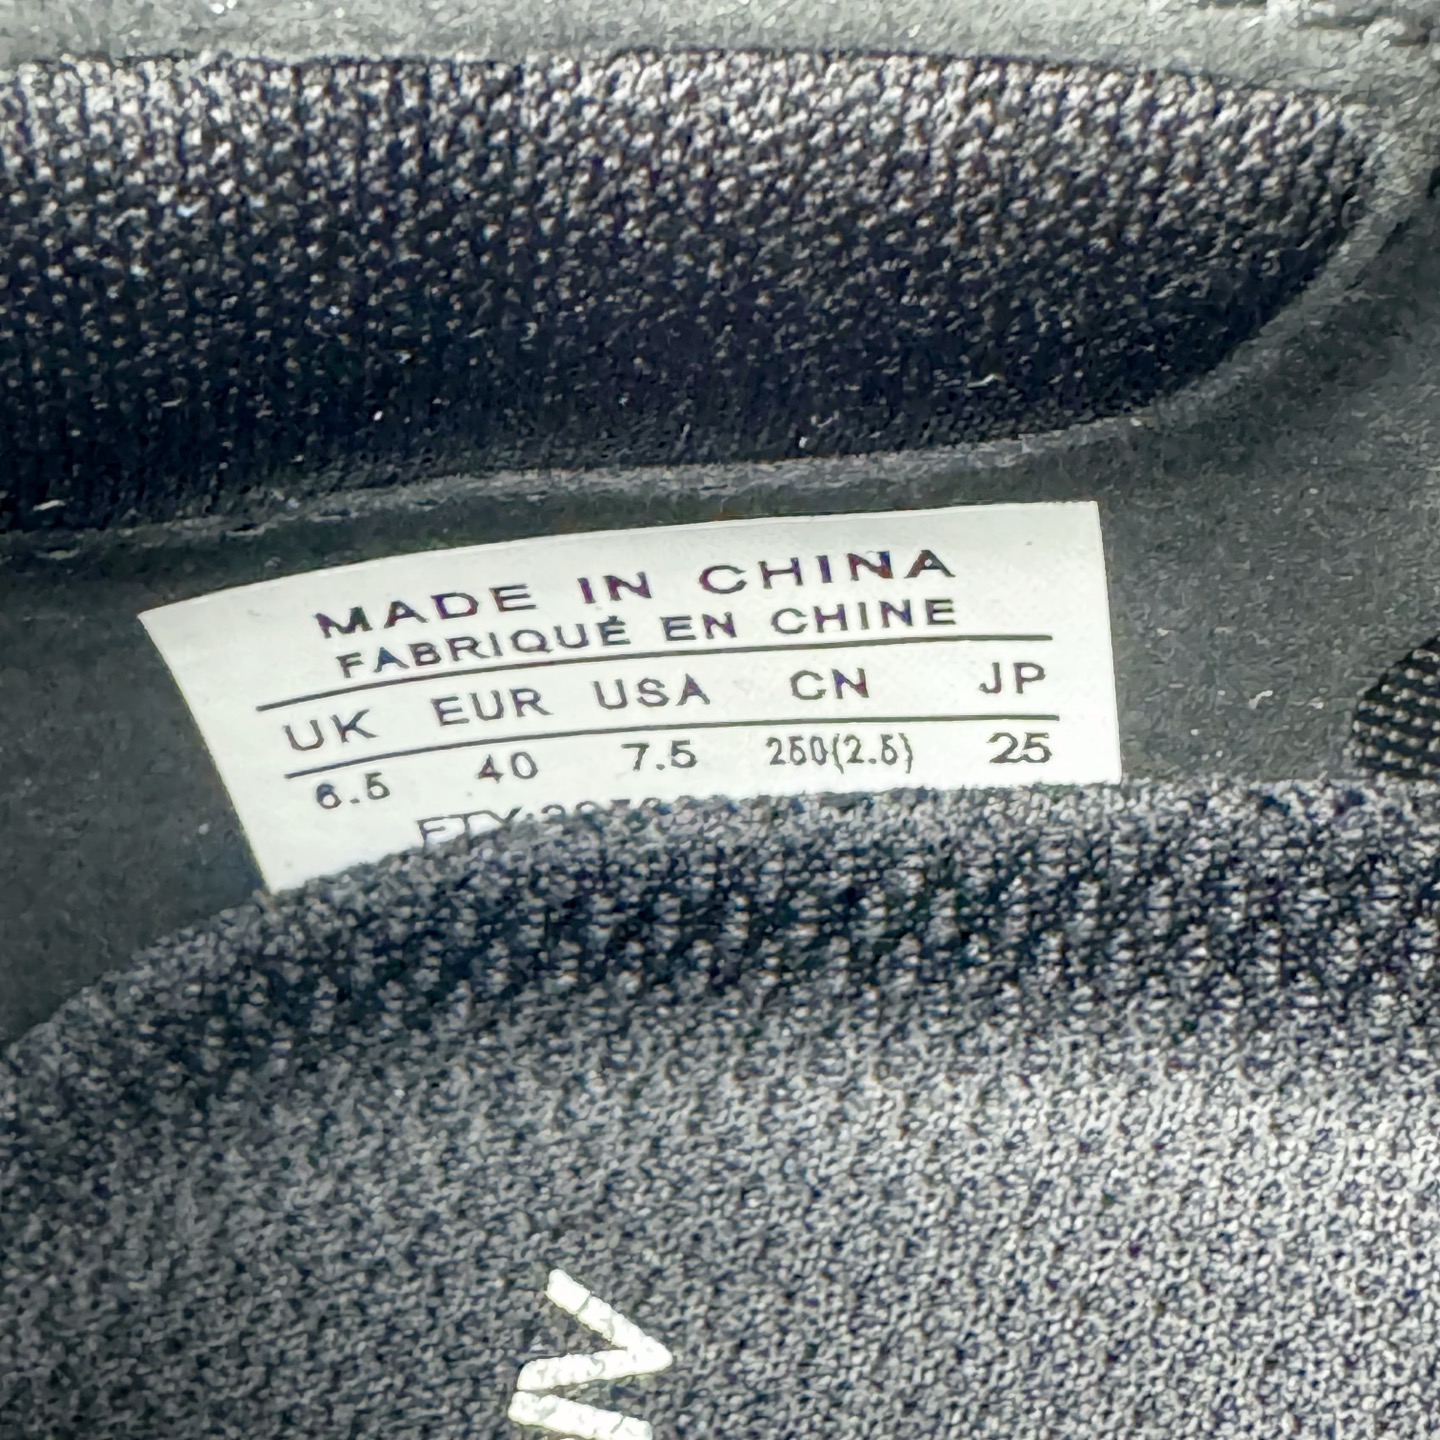 MADE IN CHINA
FABRIQUÉ EN CHINE
UK EUR USA CN JP
6.5 40 7.5 250(2.5) 25